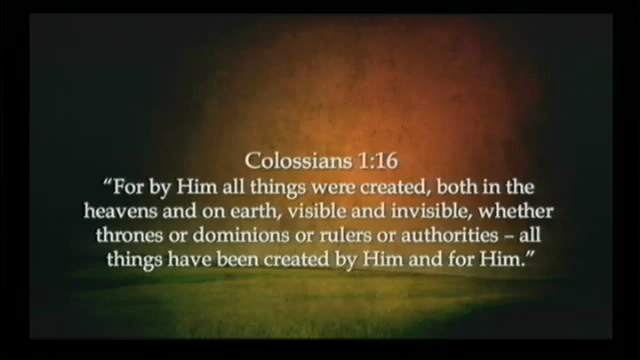 Colossians 1:16
“For by Him all things were created, both in the
heavens and on earth, visible and invisible, whether
thrones or dominions or rulers or authorities – all
things have been created by Him and for Him.”